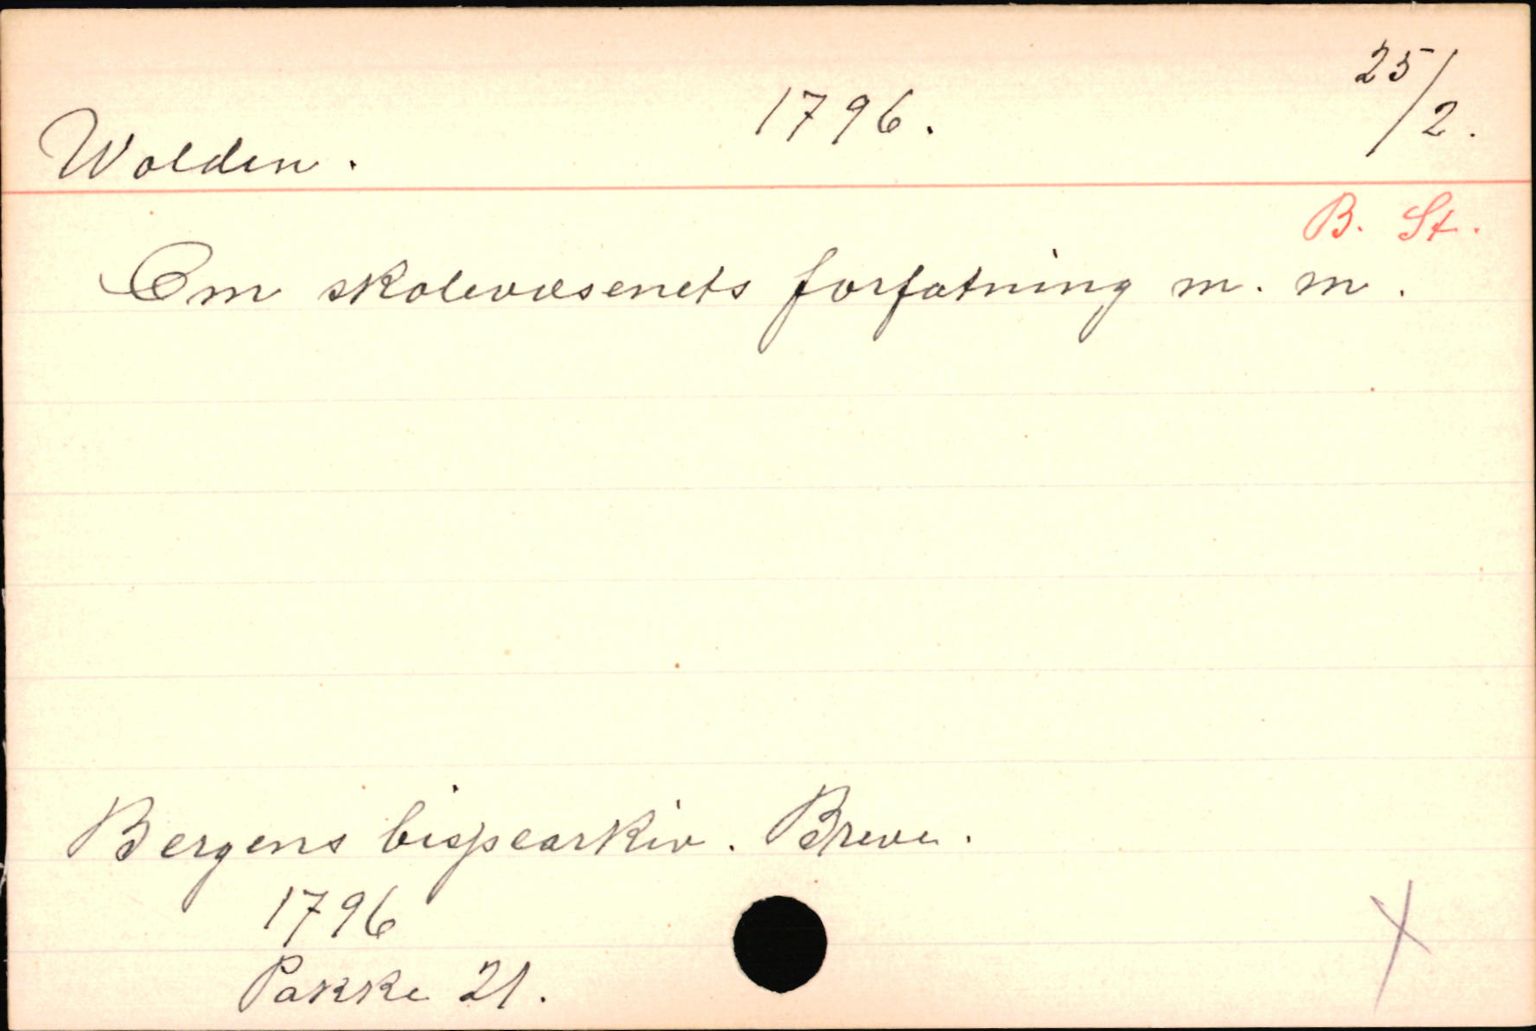 Wolden. 1796. 25/2.
B. St.
Om skolevæsenets forfatning m. m.
Bergens bispearkiv. Breve.
1796
Pakke 21.
X